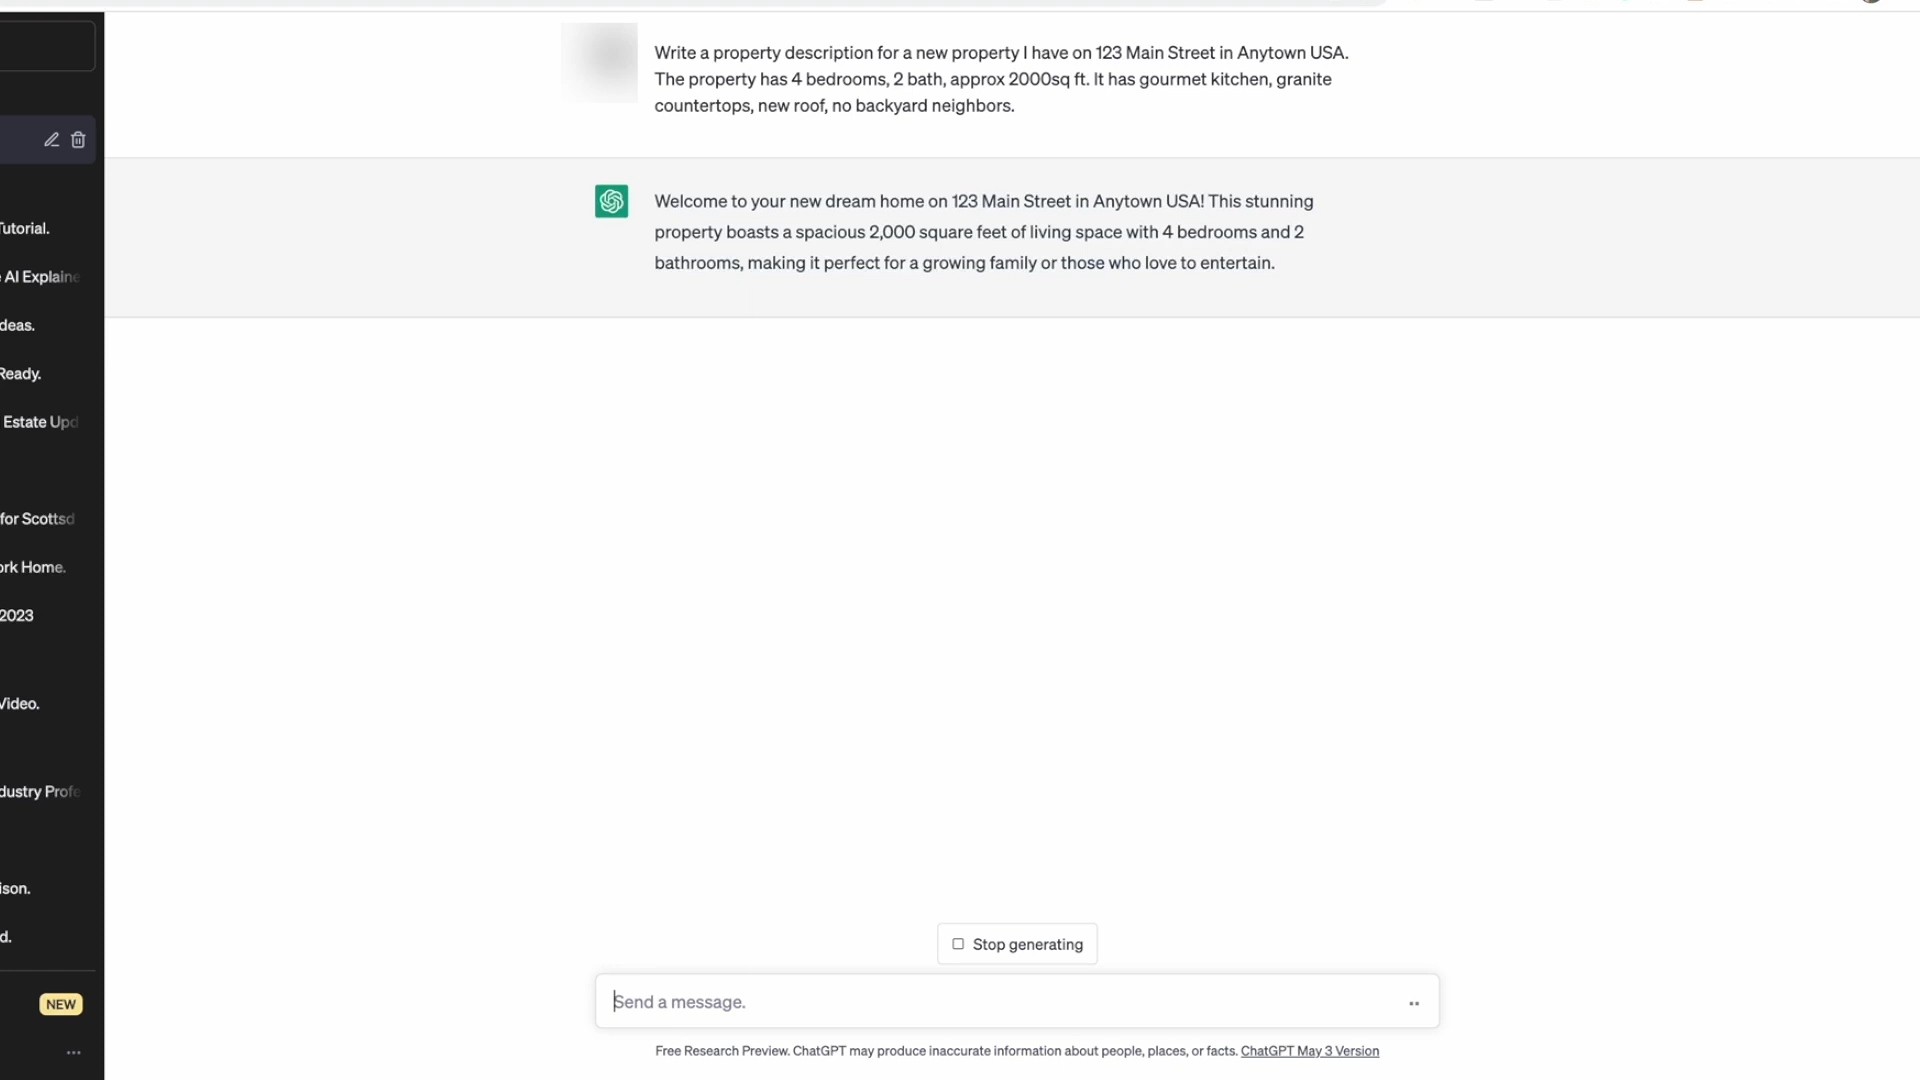 Write a property description for a new property I have on 123 Main Street in Anytown USA.
The property has 4 bedrooms, 2 bath, approx 2000sq ft. It has gourmet kitchen, granite
countertops, new roof, no backyard neighbors.
Welcome to your new dream home on 123 Main Street in Anytown USA! This stunning
property boasts a spacious 2,000 square feet of living space with 4 bedrooms and 2
bathrooms, making it perfect for a growing family or those who love to entertain.
Tutorial.
AI Explaine
deas.
Ready.
Estate Upd
for Scottsd
ork Home.
2023
Video.
dustry Profe
ison.
d.
NEW
Stop generating
Send a message.
Free Research Preview. ChatGPT may produce inaccurate information about people, places, or facts. ChatGPT May 3 Version